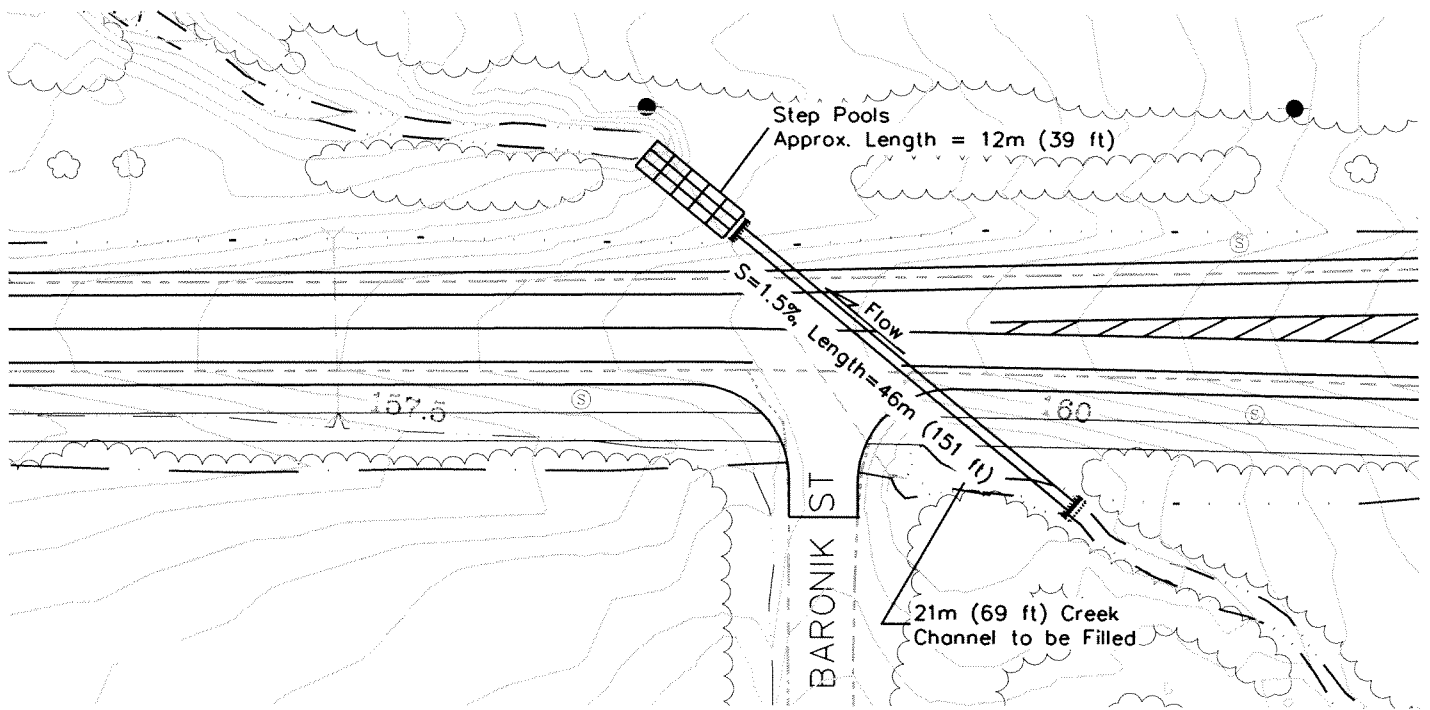 Step Pools
Approx. Length = 12m (39 ft)
S=1.5%, Length=46m (151 ft)
Flow
157.5
160
S
S
S
S
BARONIK ST
21m (69 ft) Creek
Channel to be Filled